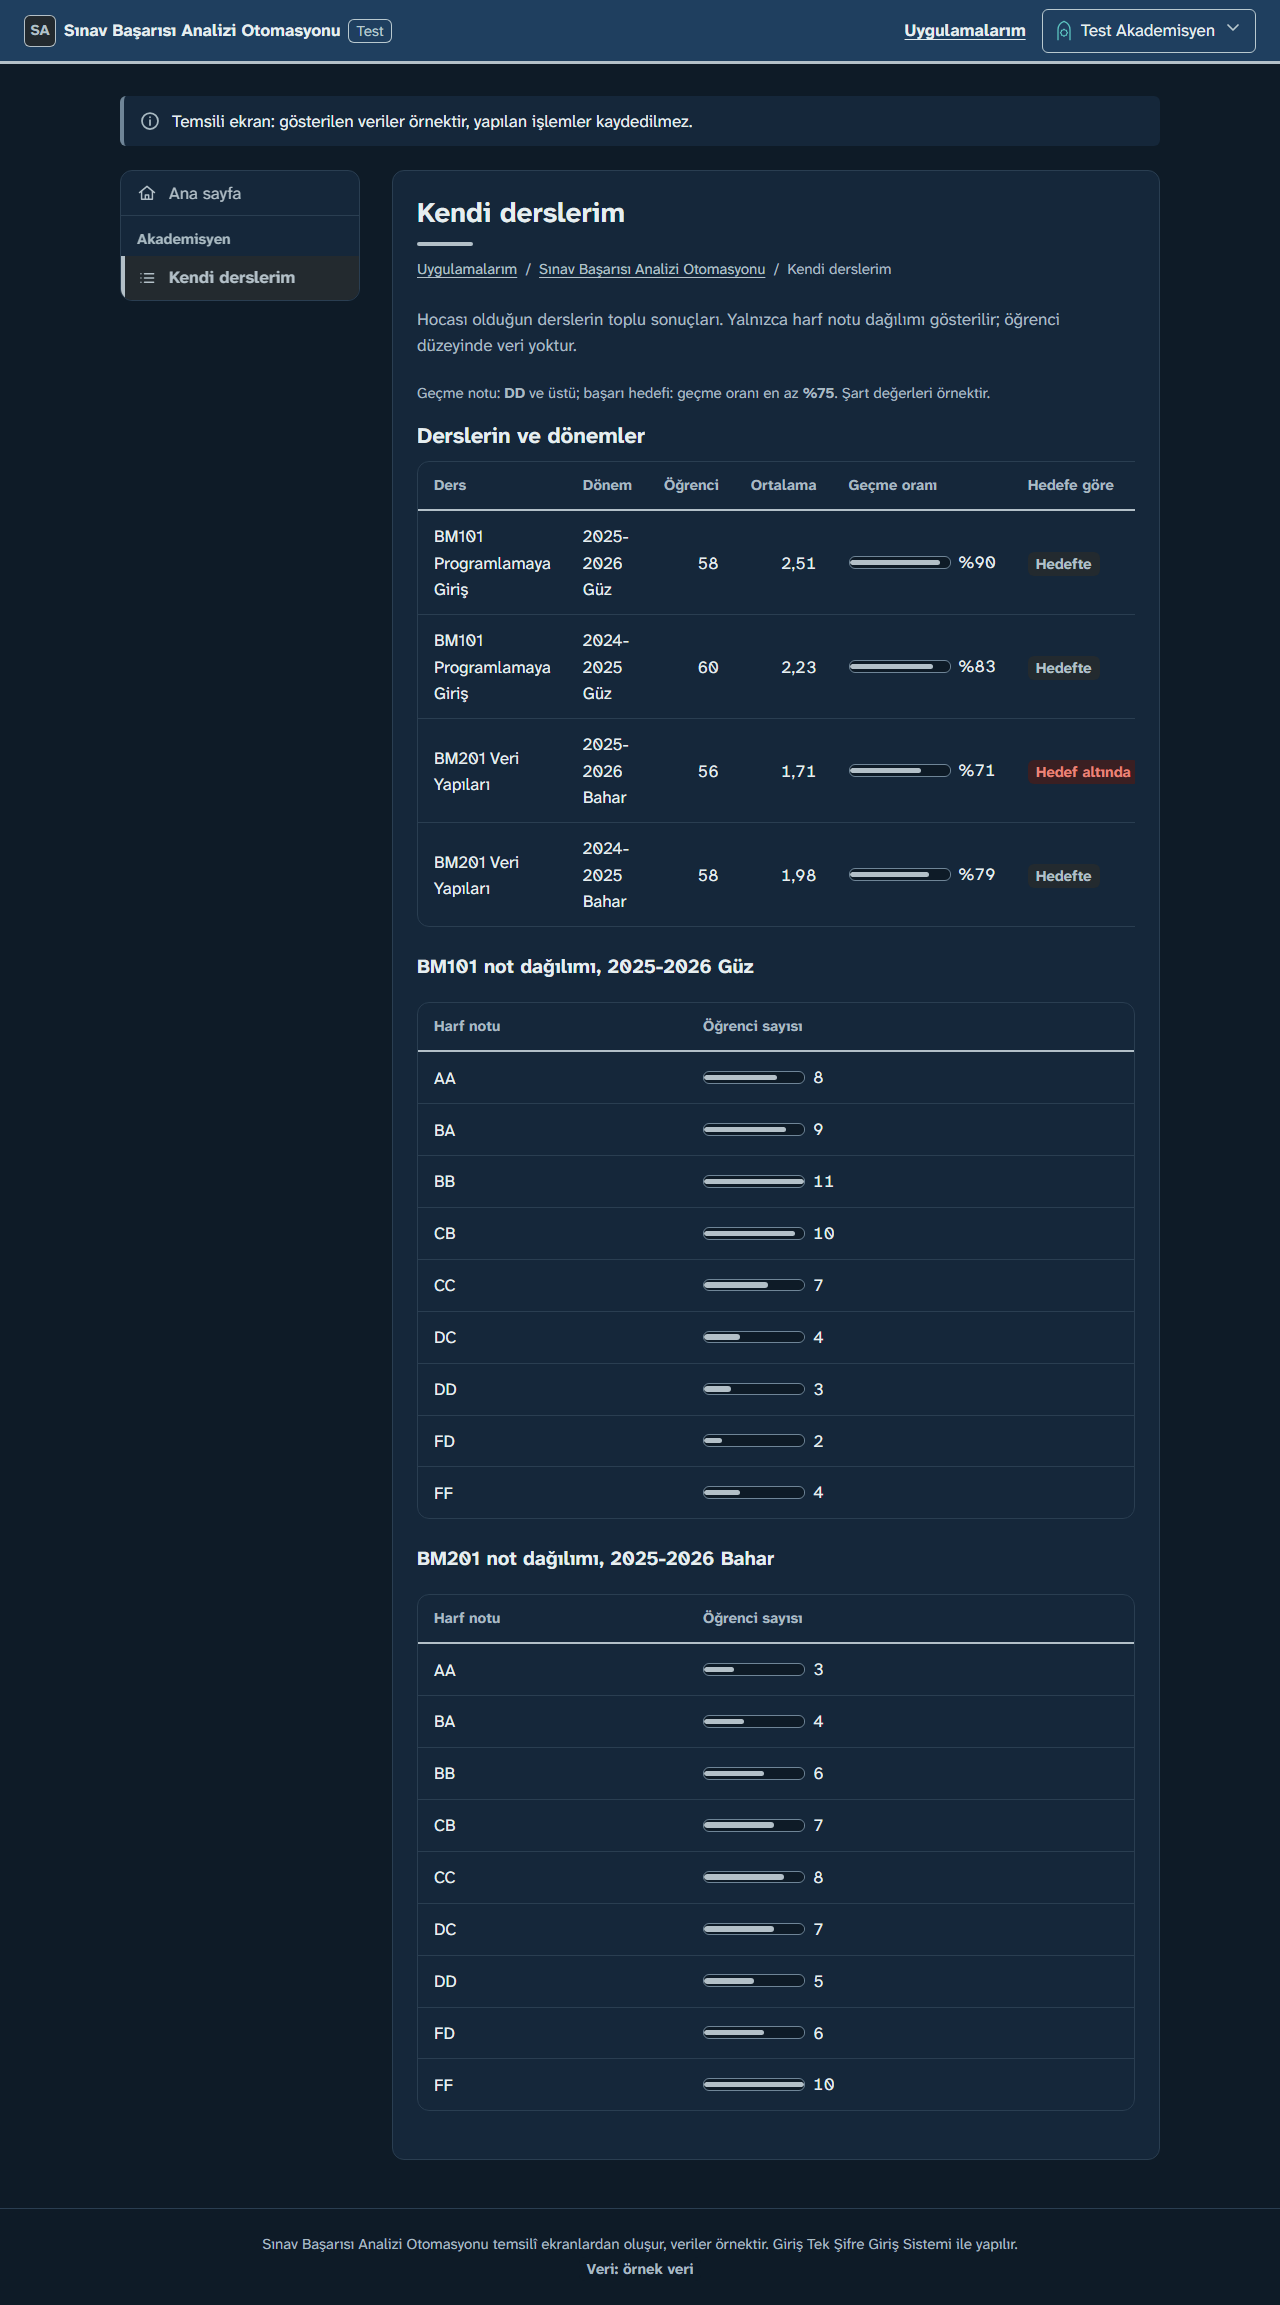 SA Sınav Başarısı Analizi Otomasyonu Test
Uygulamalarım
Test Akademisyen
Temsili ekran: gösterilen veriler örnektir, yapılan işlemler kaydedilmez.
Ana sayfa
Akademisyen
Kendi derslerim
Kendi derslerim
Uygulamalarım / Sınav Başarısı Analizi Otomasyonu / Kendi derslerim
Hocası olduğun derslerin toplu sonuçları. Yalnızca harf notu dağılımı gösterilir; öğrenci
düzeyinde veri yoktur.
Geçme notu: DD ve üstü; başarı hedefi: geçme oranı en az %75. Şart değerleri örnektir.
Derslerin ve dönemler
Ders Dönem Öğrenci Ortalama Geçme oranı Hedefe göre
BM101 2025-
Programlamaya 2026 58 2,51 %90 Hedefte
Giriş Güz
BM101 2024-
Programlamaya 2025 60 2,23 %83 Hedefte
Giriş Güz
2025-
BM201 Veri 2026 56 1,71 %71 Hedef altında
Yapıları Bahar
2024-
BM201 Veri 2025 58 1,98 %79 Hedefte
Yapıları Bahar
BM101 not dağılımı, 2025-2026 Güz
Harf notu Öğrenci sayısı
AA 8
BA 9
BB 11
CB 10
CC 7
DC 4
DD 3
FD 2
FF 4
BM201 not dağılımı, 2025-2026 Bahar
Harf notu Öğrenci sayısı
AA 3
BA 4
BB 6
CB 7
CC 8
DC 7
DD 5
FD 6
FF 10
Sınav Başarısı Analizi Otomasyonu temsilî ekranlardan oluşur, veriler örnektir. Giriş Tek Şifre Giriş Sistemi ile yapılır.
Veri: örnek veri